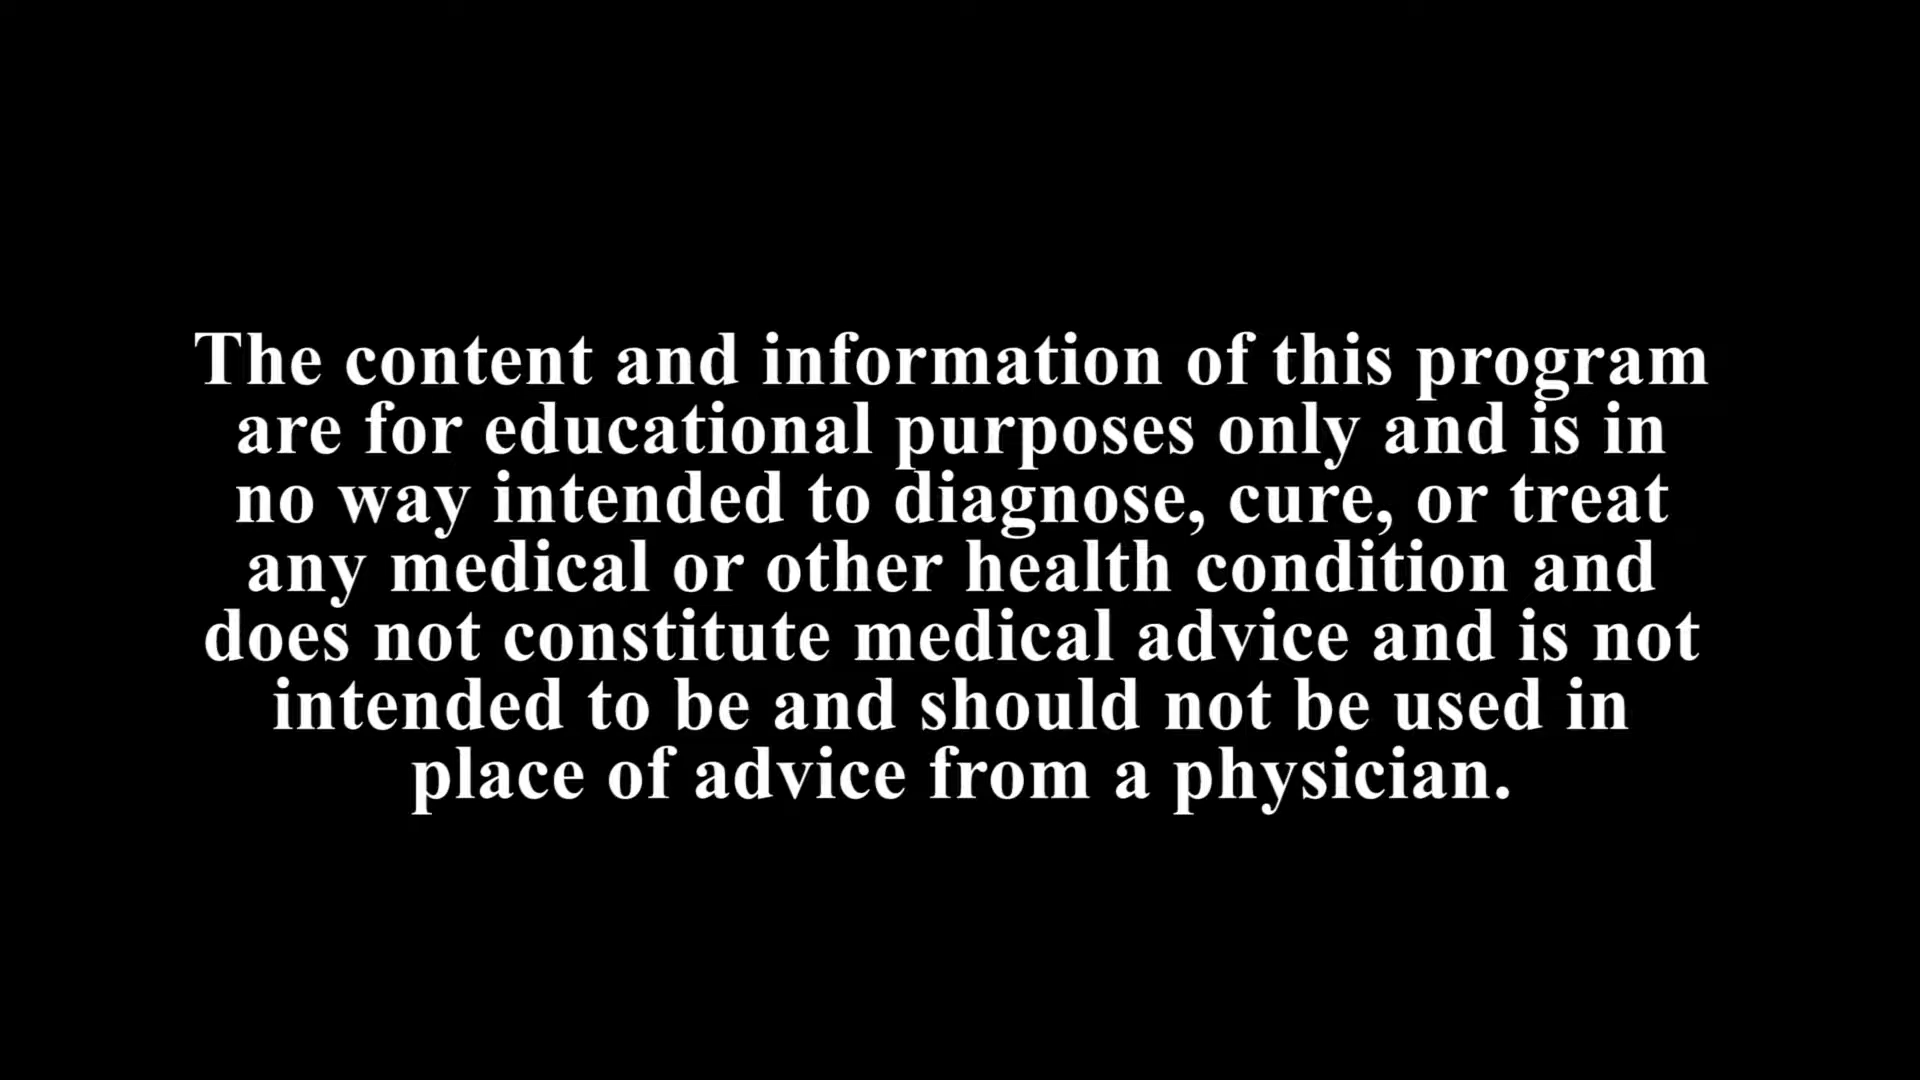 The content and information of this program
are for educational purposes only and is in
no way intended to diagnose, cure, or treat
any medical or other health condition and
does not constitute medical advice and is not
intended to be and should not be used in
place of advice from a physician.